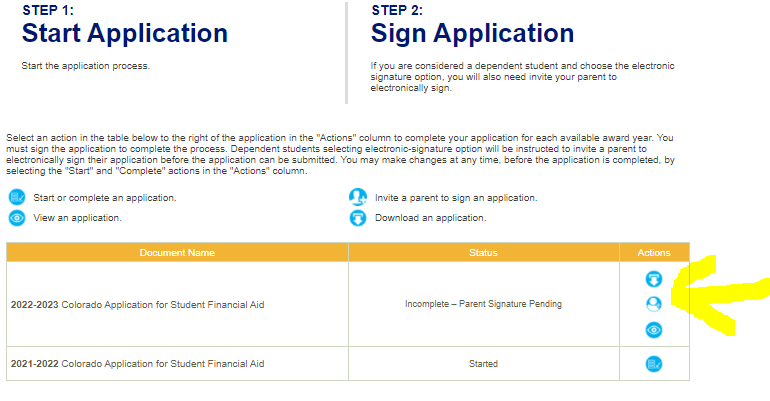 STEP 1:
Start Application
Start the application process.
STEP 2:
Sign Application
If you are considered a dependent student and choose the electronic
signature option, you will also need invite your parent to
electronically sign.
Select an action in the table below to the right of the application in the "Actions" column to complete your application for each available award year. You
must sign the application to complete the process. Dependent students selecting electronic-signature option will be instructed to invite a parent to
electronically sign their application before the application can be submitted. You may make changes at any time, before the application is completed, by
selecting the "Start" and "Complete" actions in the "Actions" column.
Start or complete an application.
Invite a parent to sign an application.
View an application.
Download an application.
Document Name
Status
Actions
2022-2023 Colorado Application for Student Financial Aid
Incomplete – Parent Signature Pending
2021-2022 Colorado Application for Student Financial Aid
Started